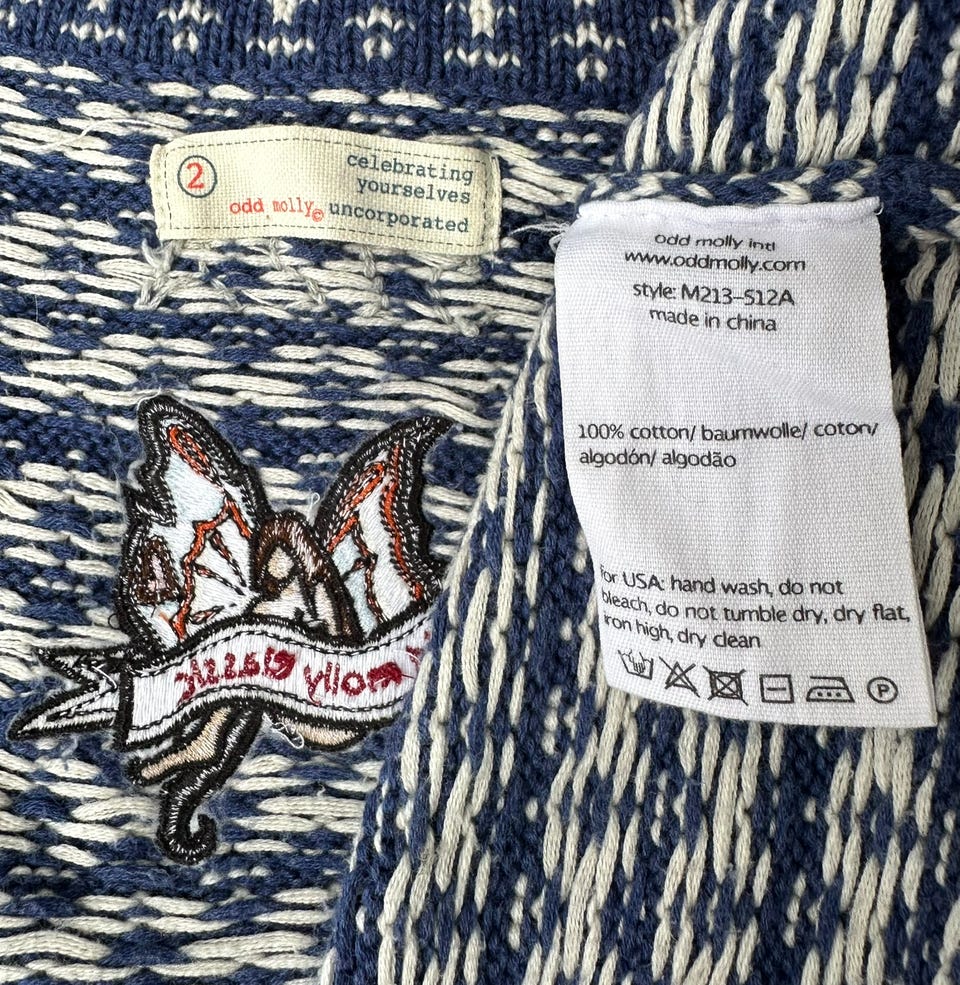 2
celebrating
yourselves
odd molly© uncorporated
odd molly intl
www.oddmolly.com
style: M213-512A
made in china
100% cotton/ baumwolle/ coton/
algodón/ algodão
for USA: hand wash, do not
bleach, do not tumble dry, dry flat,
iron high, dry clean
P
molly